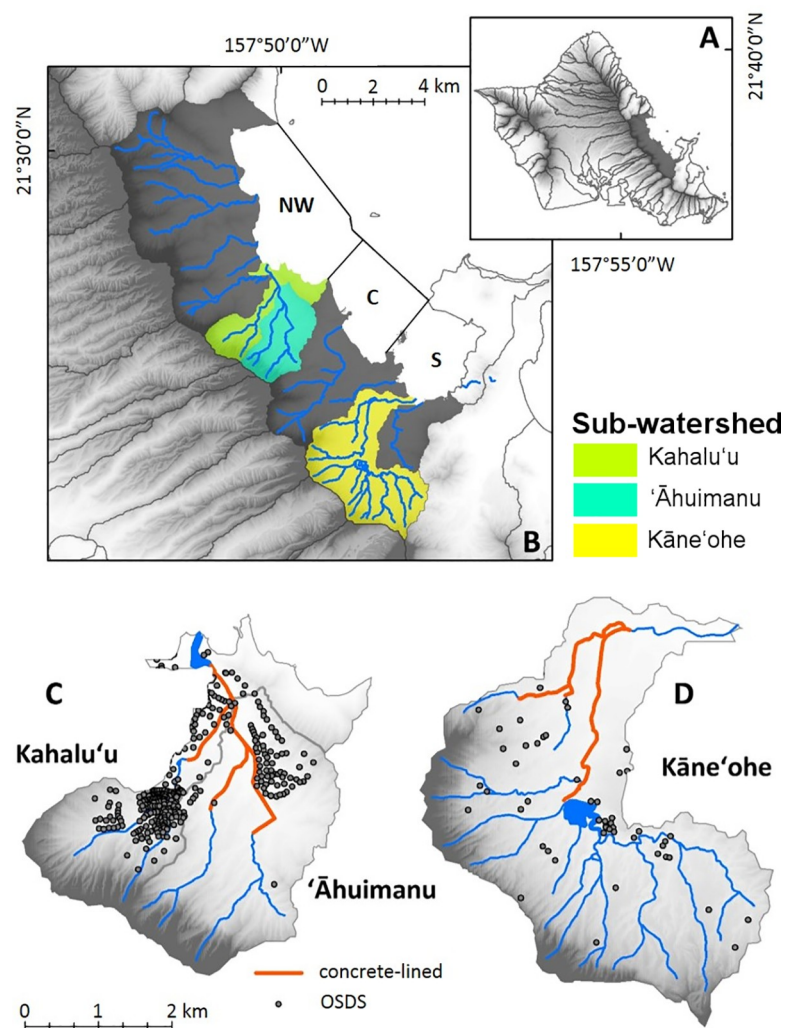 A
157°50′0″W
21°40′0″N
0 2 4 km
21°30′0″N
NW
C
S
157°55′0″W
B
Sub-watershed
Kahaluʻu
ʻĀhuimanu
Kāneʻohe
C
D
Kahaluʻu
Kāneʻohe
ʻĀhuimanu
concrete-lined
OSDS
0 1 2 km